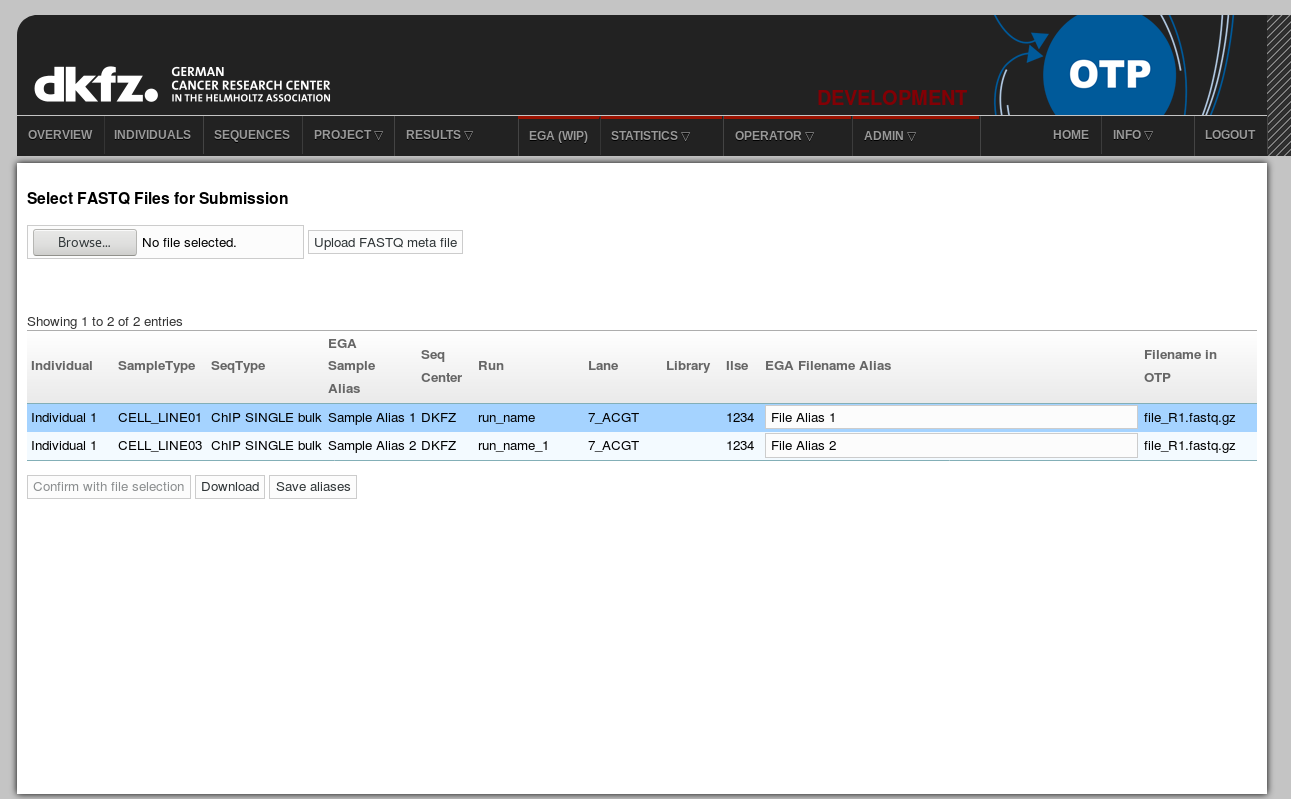 dkfz.
GERMAN
CANCER RESEARCH CENTER
IN THE HELMHOLTZ ASSOCIATION
DEVELOPMENT
OTP
OVERVIEW INDIVIDUALS SEQUENCES PROJECT ▽ RESULTS ▽ EGA (WIP) STATISTICS ▽ OPERATOR ▽ ADMIN ▽ HOME INFO ▽ LOGOUT
Select FASTQ Files for Submission
Browse... No file selected. Upload FASTQ meta file
Showing 1 to 2 of 2 entries
Individual SampleType SeqType EGA Sample Alias Seq Center Run Lane Library Ilse EGA Filename Alias Filename in OTP
Individual 1 CELL_LINE01 ChIP SINGLE bulk Sample Alias 1 DKFZ run_name 7_ACGT 1234 File Alias 1 file_R1.fastq.gz
Individual 1 CELL_LINE03 ChIP SINGLE bulk Sample Alias 2 DKFZ run_name_1 7_ACGT 1234 File Alias 2 file_R1.fastq.gz
Confirm with file selection Download Save aliases